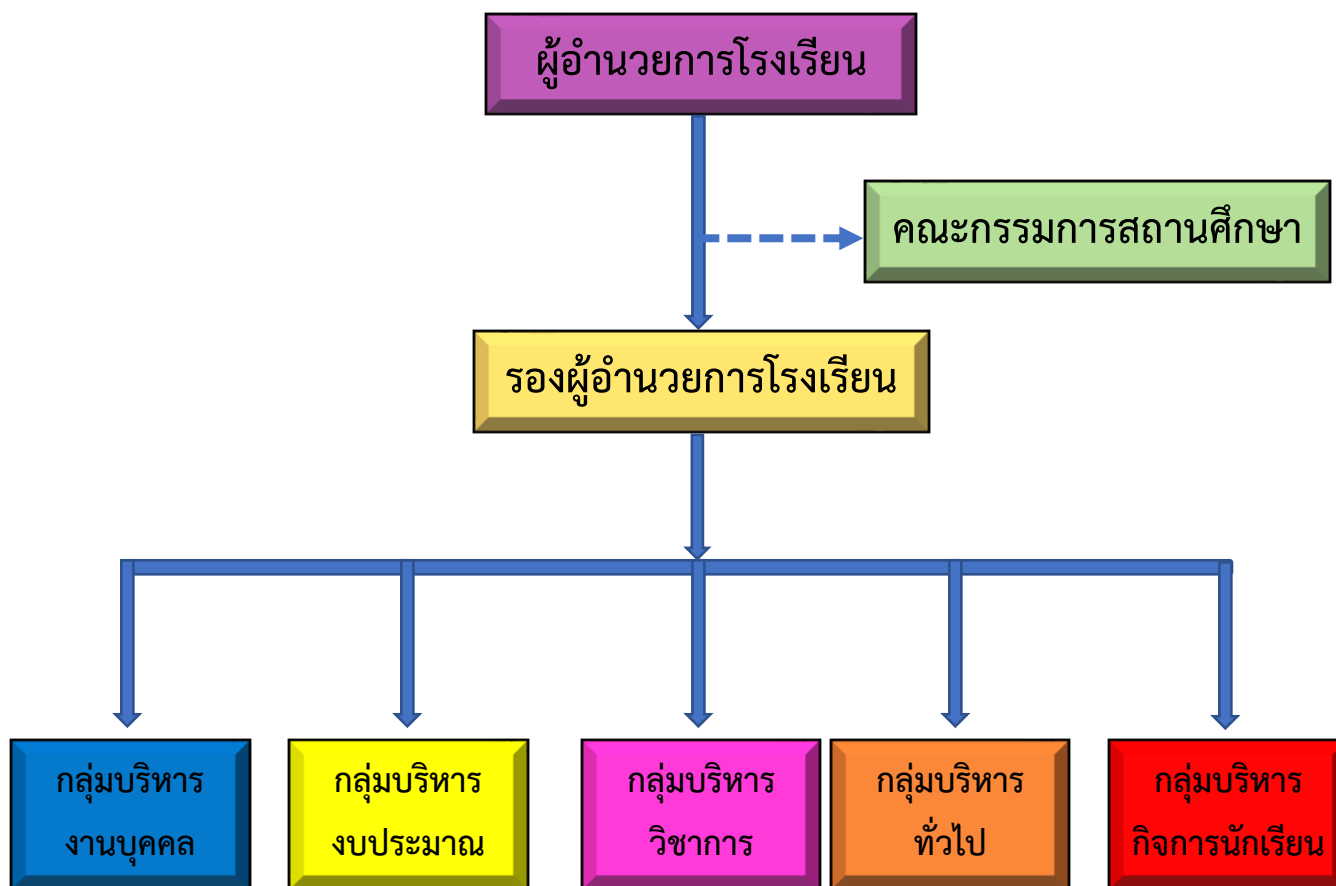 ผู้อำนวยการโรงเรียน
คณะกรรมการสถานศึกษา
รองผู้อำนวยการโรงเรียน
กลุ่มบริหาร
งานบุคคล
กลุ่มบริหาร
งบประมาณ
กลุ่มบริหาร
วิชาการ
กลุ่มบริหาร
ทั่วไป
กลุ่มบริหาร
กิจการนักเรียน